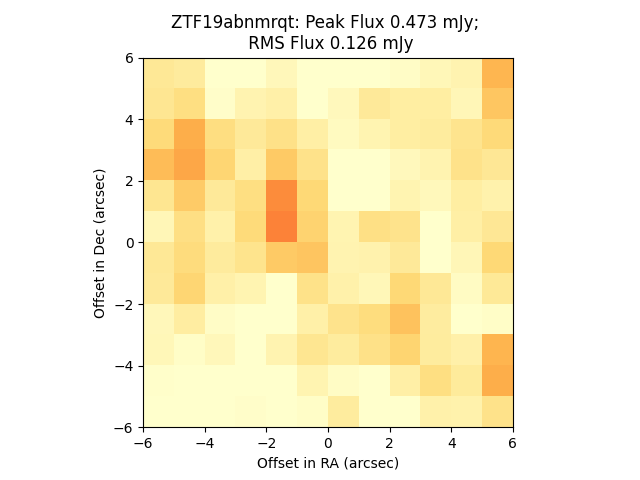 ZTF19abnmrqt: Peak Flux 0.473 mJy;
RMS Flux 0.126 mJy
6
4
2
0
−2
−4
−6
Offset in Dec (arcsec)
−6 −4 −2 0 2 4 6
Offset in RA (arcsec)